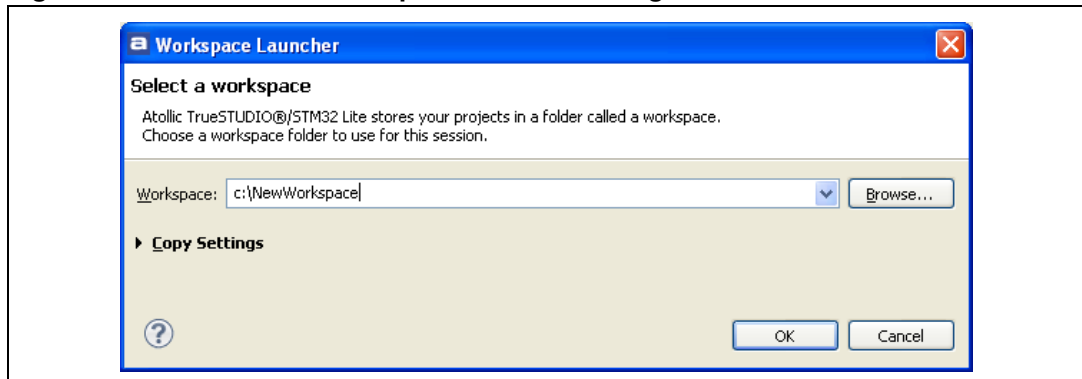 Workspace Launcher
Select a workspace
Atollic TrueSTUDIO®/STM32 Lite stores your projects in a folder called a workspace.
Choose a workspace folder to use for this session.
Workspace: c:\NewWorkspace Browse...
Copy Settings
? OK Cancel